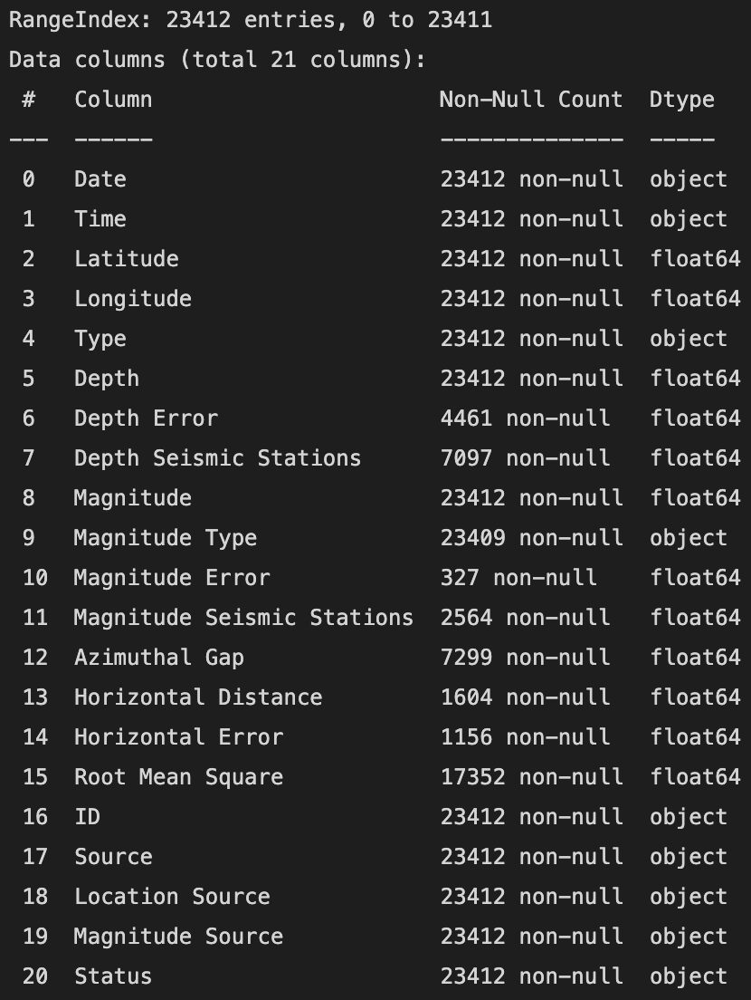 RangeIndex: 23412 entries, 0 to 23411
Data columns (total 21 columns):
 #   Column                      Non-Null Count  Dtype
---  ------                      --------------  -----
 0   Date                        23412 non-null  object
 1   Time                        23412 non-null  object
 2   Latitude                    23412 non-null  float64
 3   Longitude                   23412 non-null  float64
 4   Type                        23412 non-null  object
 5   Depth                       23412 non-null  float64
 6   Depth Error                 4461 non-null   float64
 7   Depth Seismic Stations      7097 non-null   float64
 8   Magnitude                   23412 non-null  float64
 9   Magnitude Type              23409 non-null  object
 10  Magnitude Error             327 non-null    float64
 11  Magnitude Seismic Stations  2564 non-null   float64
 12  Azimuthal Gap               7299 non-null   float64
 13  Horizontal Distance         1604 non-null   float64
 14  Horizontal Error            1156 non-null   float64
 15  Root Mean Square            17352 non-null  float64
 16  ID                          23412 non-null  object
 17  Source                      23412 non-null  object
 18  Location Source             23412 non-null  object
 19  Magnitude Source            23412 non-null  object
 20  Status                      23412 non-null  object